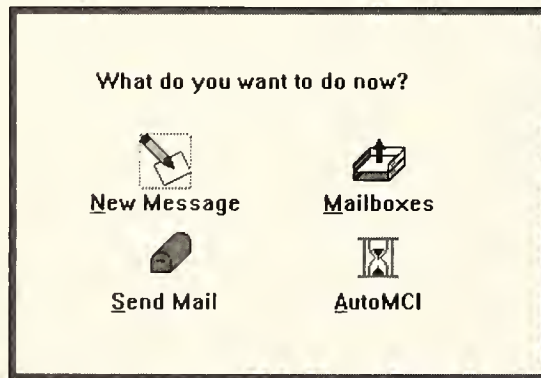 What do you want to do now?
New Message
Mailboxes
Send Mail
AutoMCI